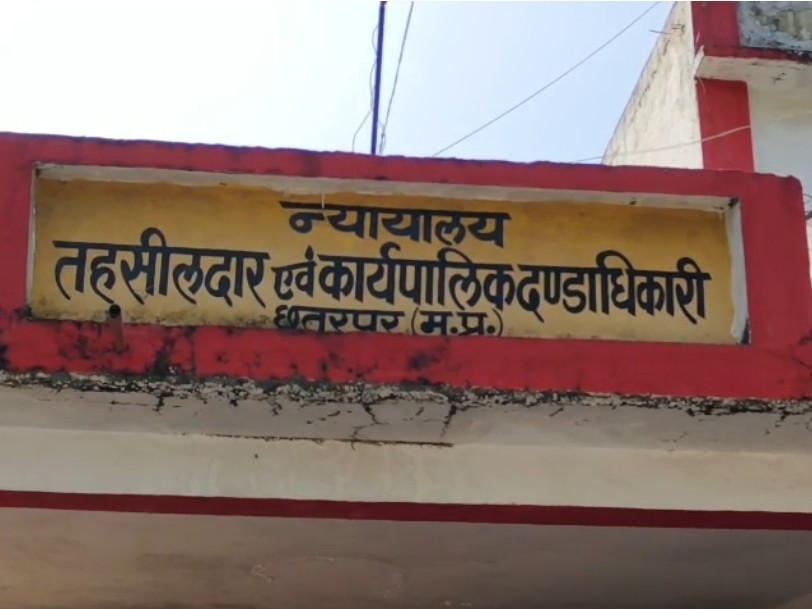 न्यायालय
तहसीलदार एवं कार्यपालिक दण्डाधिकारी
छतरपुर (म.प्र.)